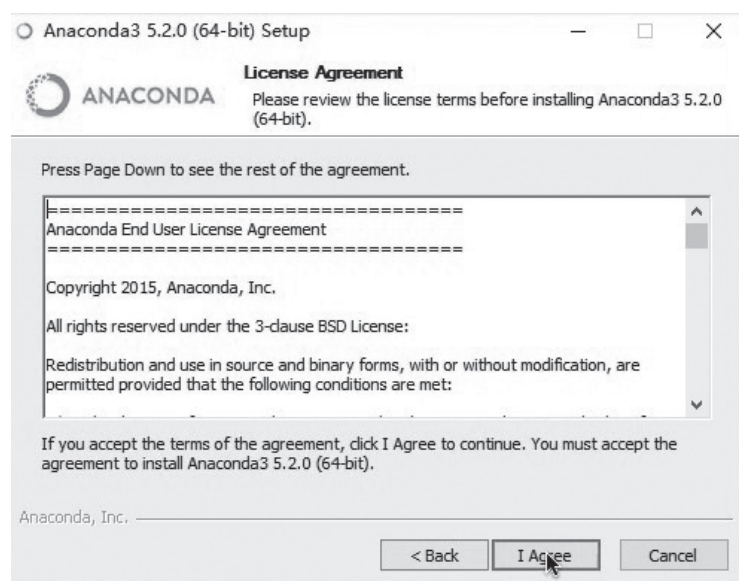 Anaconda3 5.2.0 (64-bit) Setup
ANACONDA
License Agreement
Please review the license terms before installing Anaconda3 5.2.0
(64-bit).
Press Page Down to see the rest of the agreement.
===================================
Anaconda End User License Agreement
===================================
Copyright 2015, Anaconda, Inc.
All rights reserved under the 3-clause BSD License:
Redistribution and use in source and binary forms, with or without modification, are
permitted provided that the following conditions are met:
If you accept the terms of the agreement, click I Agree to continue. You must accept the
agreement to install Anaconda3 5.2.0 (64-bit).
Anaconda, Inc.
< Back
I Agree
Cancel